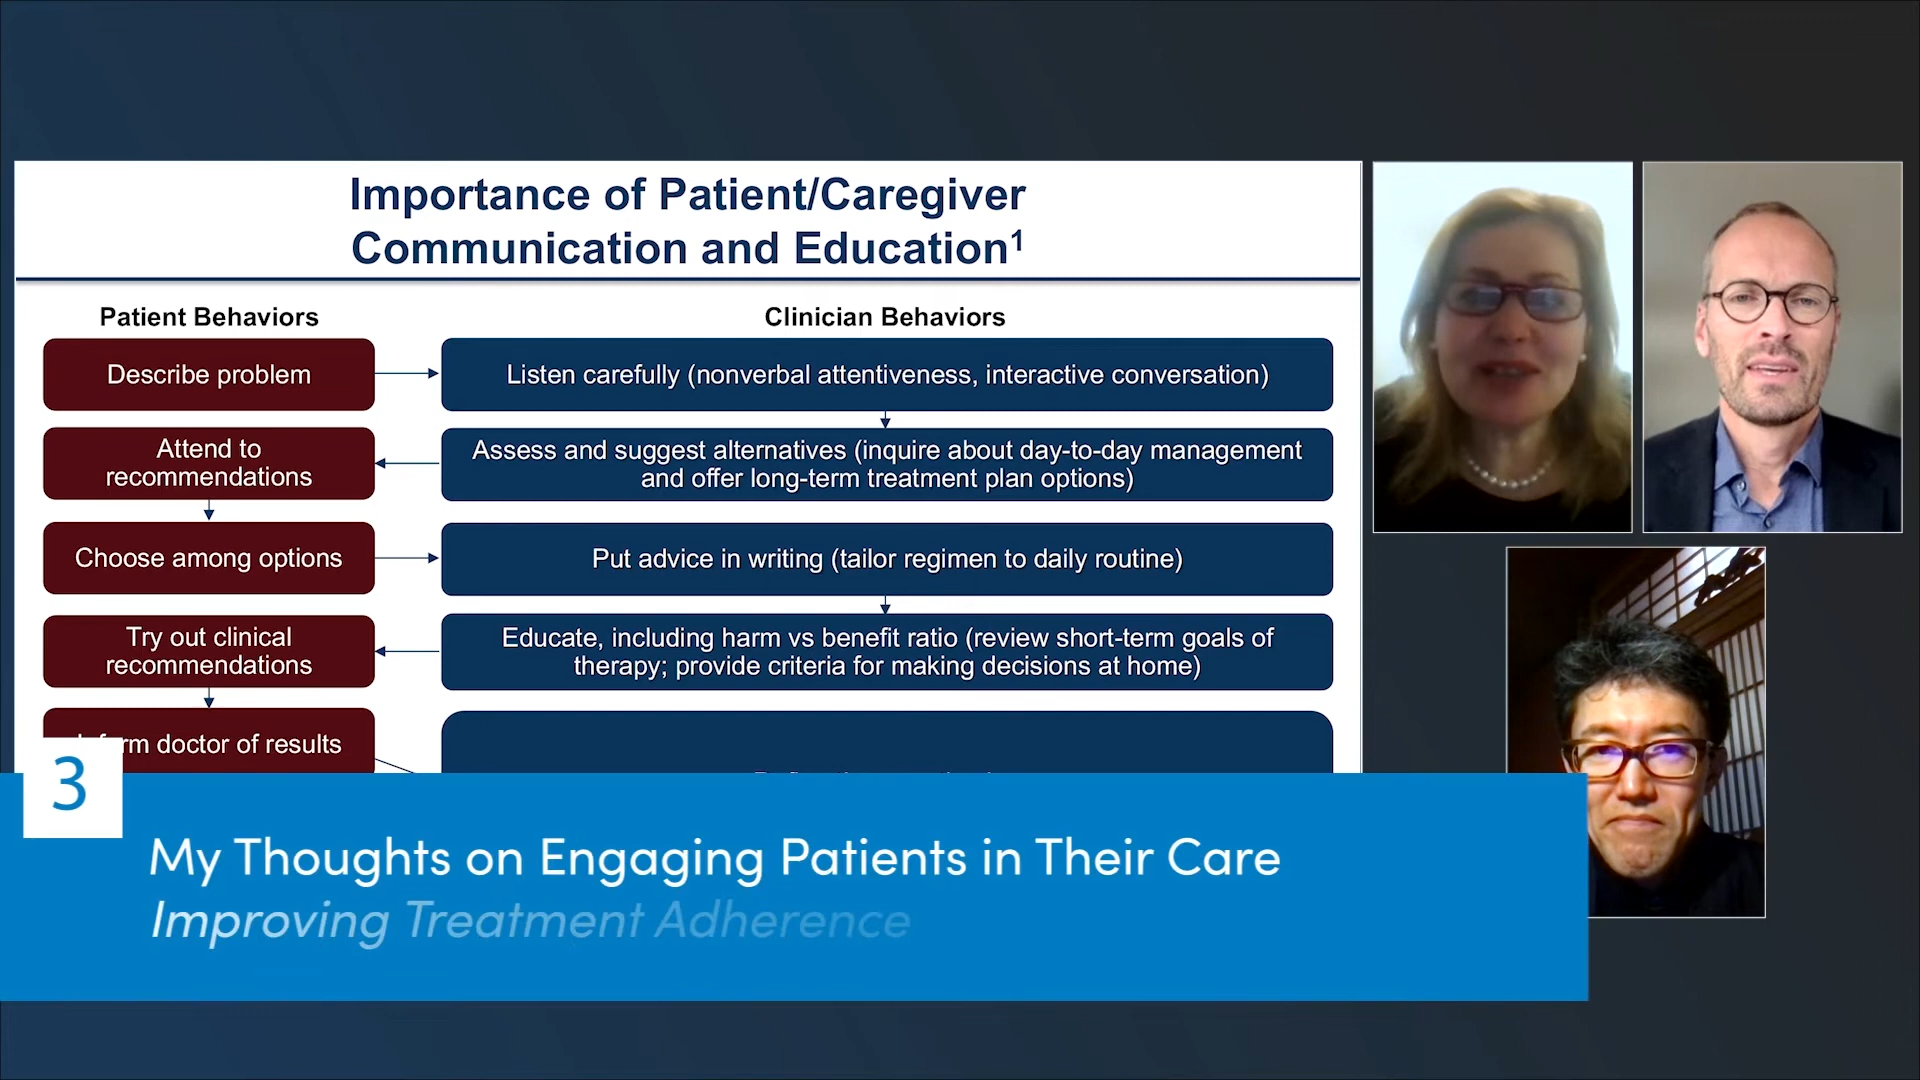 Importance of Patient/Caregiver
Communication and Education¹
Patient Behaviors
Clinician Behaviors
Describe problem
Listen carefully (nonverbal attentiveness, interactive conversation)
Attend to
recommendations
Assess and suggest alternatives (inquire about day-to-day management
and offer long-term treatment plan options)
Choose among options
Put advice in writing (tailor regimen to daily routine)
Try out clinical
recommendations
Educate, including harm vs benefit ratio (review short-term goals of
therapy; provide criteria for making decisions at home)
doctor of results
3
My Thoughts on Engaging Patients in Their Care
Improving Treatment Adherence